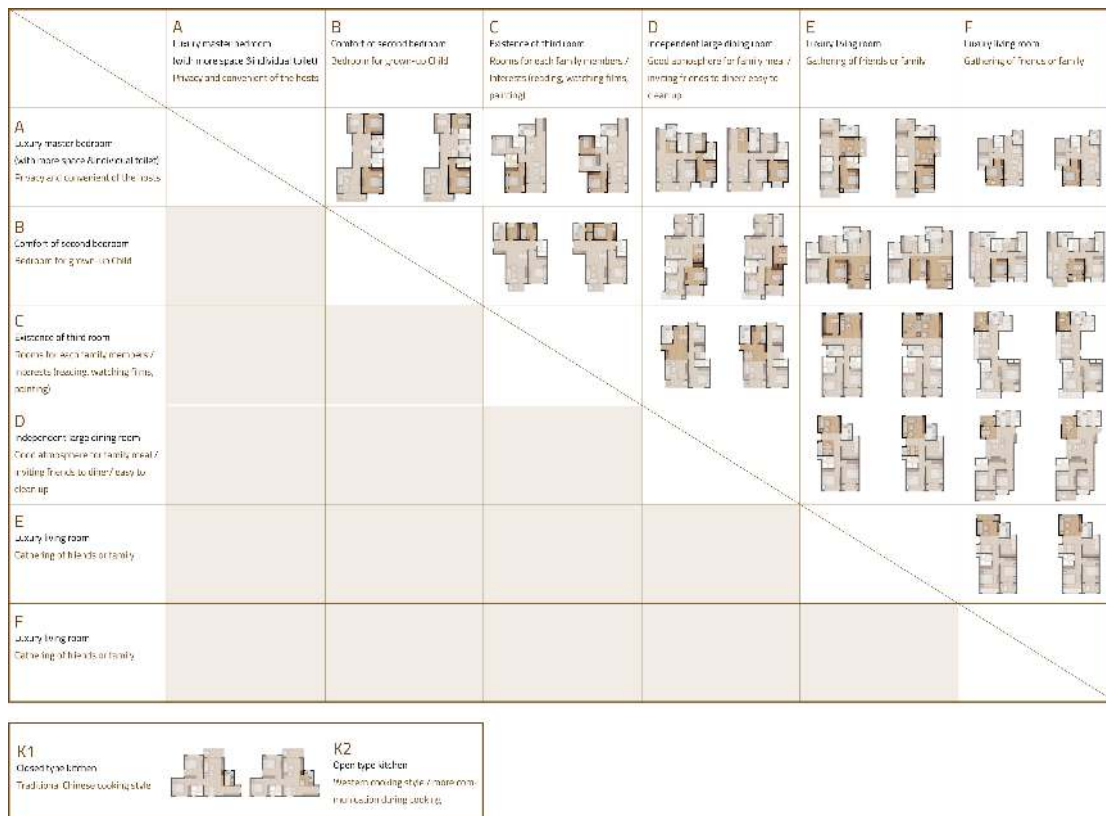 A
Luxury master bedroom
(with more space & individual toilet)
Privacy and convenient of the hosts
B
Comfort of second bedroom
Bedroom for grown-up Child
C
Existence of third room
Rooms for each family members /
Interests (reading, watching films,
painting)
D
Independent large dining room
Good atmosphere for family meal /
inviting friends to diner/ easy to
clean up
E
Luxury living room
Gathering of friends or family
F
Luxury living room
Gathering of friends or family
A
Luxury master bedroom
(with more space & individual toilet)
Privacy and convenient of the hosts
B
Comfort of second bedroom
Bedroom for grown-up Child
C
Existence of third room
Rooms for each family members /
Interests (reading, watching films,
painting)
D
Independent large dining room
Good atmosphere for family meal /
inviting friends to diner/ easy to
clean up
E
Luxury living room
Gathering of friends or family
F
Luxury living room
Gathering of friends or family
K1
Closed type kitchen
Traditional Chinese cooking style
K2
Open type kitchen
Western cooking style / more com-
munication during cooking